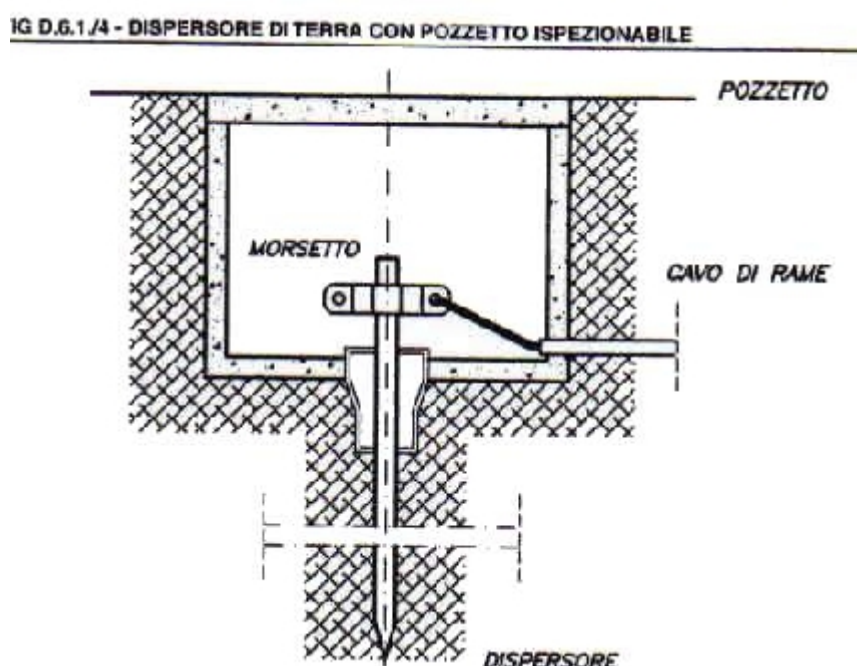 IG D.6.1./4 - DISPERSORE DI TERRA CON POZZETTO ISPEZIONABILE
POZZETTO
MORSETTO
CAVO DI RAME
DISPERSORE